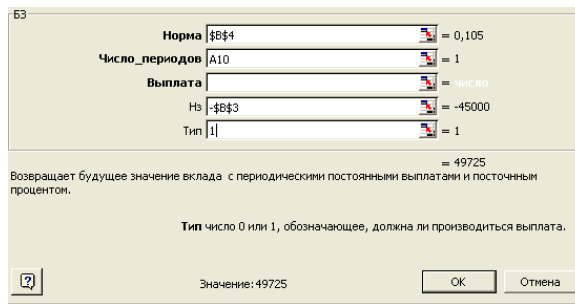 БЗ
Норма $B$4 = 0,105
Число_периодов A10 = 1
Выплата = число
Нз -$B$3 = -45000
Тип 1 = 1
= 49725
Возвращает будущее значение вклада с периодическими постоянными выплатами и посточнным
процентом.
Тип число 0 или 1, обозначающее, должна ли производиться выплата.
Значение:49725
OK
Отмена